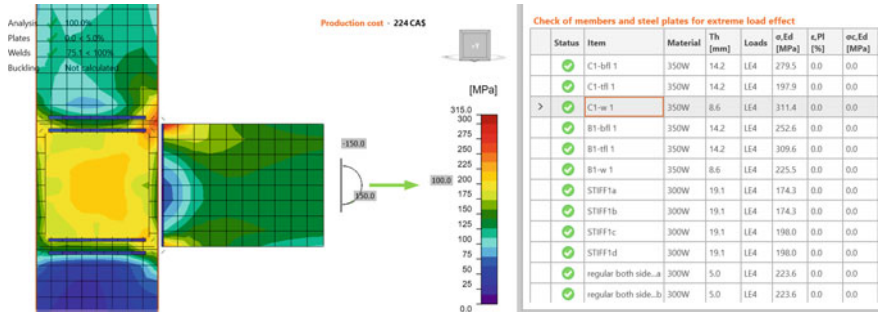 Analysis 100.0%
Plates 0.0 < 5.0%
Welds 75.1 < 100%
Buckling Not calculated
Production cost - 224 CA$
[MPa]
315.0
300
275
250
225
200
175
150
125
100
75
50
25
0.0
-150.0
150.0
100.0
Check of members and steel plates for extreme load effect
Status Item Material Th [mm] Loads σ,Ed [MPa] ε,Pl [%] σc,Ed [MPa]
C1-bfl 1 350W 14.2 LE4 279.5 0.0 0.0
C1-tfl 1 350W 14.2 LE4 197.9 0.0 0.0
> C1-w 1 350W 8.6 LE4 311.4 0.0 0.0
B1-bfl 1 350W 14.2 LE4 252.6 0.0 0.0
B1-tfl 1 350W 14.2 LE4 309.6 0.0 0.0
B1-w 1 350W 8.6 LE4 225.5 0.0 0.0
STIFF1a 300W 19.1 LE4 174.3 0.0 0.0
STIFF1b 300W 19.1 LE4 174.3 0.0 0.0
STIFF1c 300W 19.1 LE4 198.0 0.0 0.0
STIFF1d 300W 19.1 LE4 198.0 0.0 0.0
regular both side...a 300W 5.0 LE4 223.6 0.0 0.0
regular both side...b 300W 5.0 LE4 223.6 0.0 0.0